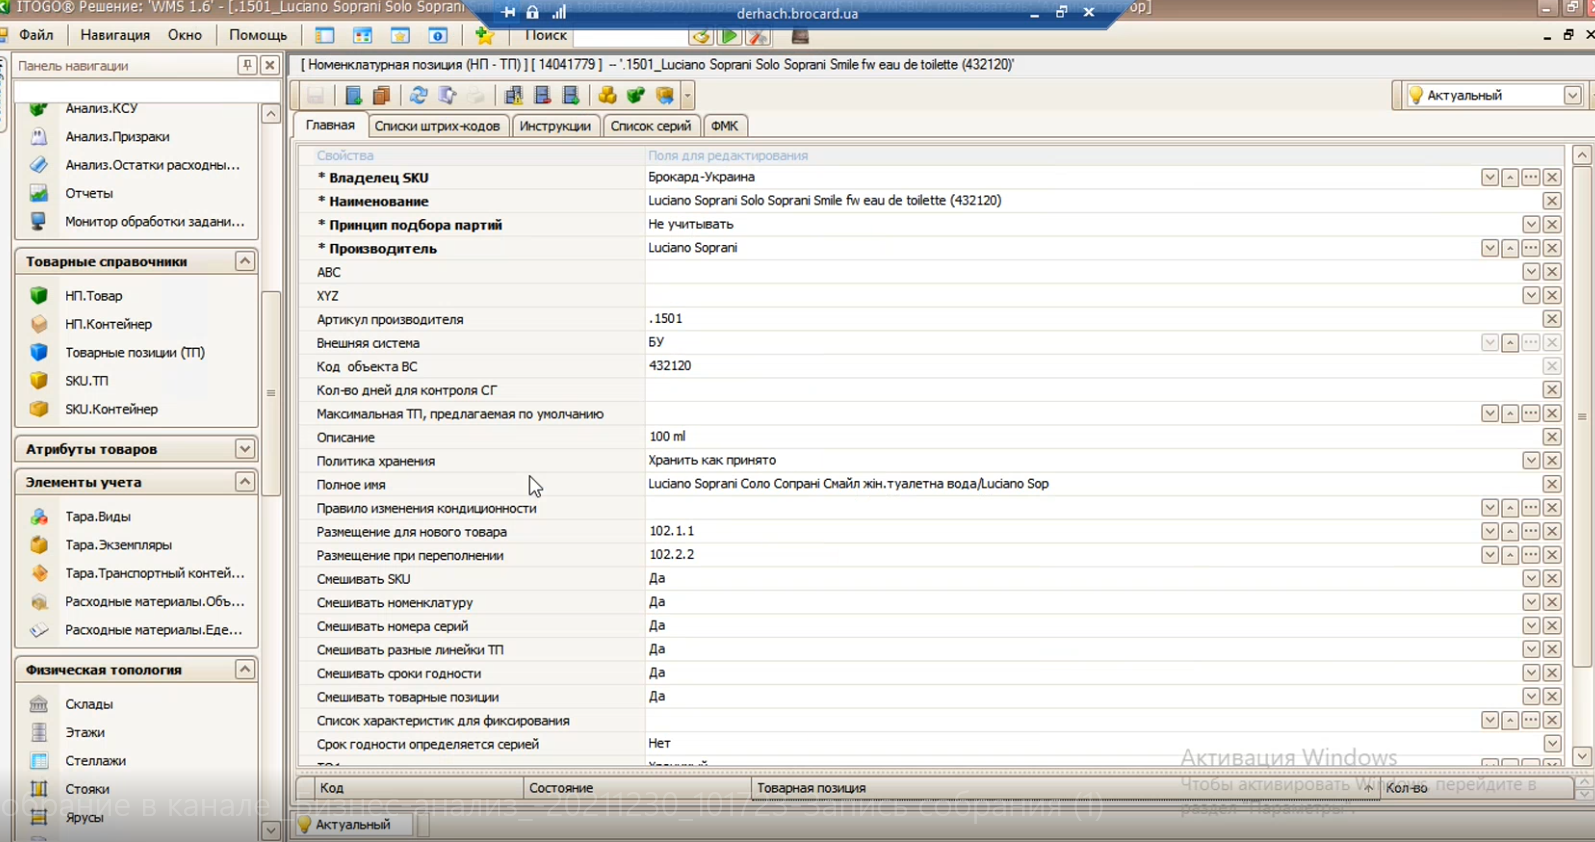 ITOGO® Решение: 'WMS 1.6' - [.1501_Luciano Soprani Solo Sopran
derhach.brocard.ua
Файл Навигация Окно Помощь Поиск
Панель навигации
[ Номенклатурная позиция (НП - ТП) ] [ 14041779 ] -- '.1501_Luciano Soprani Solo Soprani Smile fw eau de toilette (432120)'
Актуальный
Главная Списки штрих-кодов Инструкции Список серий ФМК
Анализ.КСУ
Анализ.Призраки
Анализ.Остатки расходны...
Отчеты
Монитор обработки задани...
Товарные справочники
НП.Товар
НП.Контейнер
Товарные позиции (ТП)
SKU.ТП
SKU.Контейнер
Атрибуты товаров
Элементы учета
Тара.Виды
Тара.Экземпляры
Тара.Транспортный контей...
Расходные материалы.Объ...
Расходные материалы.Еде...
Физическая топология
Склады
Этажи
Стеллажи
Стояки
Ярусы
Свойства Поля для редактирования
* Владелец SKU Брокард-Украина
* Наименование Luciano Soprani Solo Soprani Smile fw eau de toilette (432120)
* Принцип подбора партий Не учитывать
* Производитель Luciano Soprani
ABC
XYZ
Артикул производителя .1501
Внешняя система БУ
Код объекта ВС 432120
Кол-во дней для контроля СГ
Максимальная ТП, предлагаемая по умолчанию
Описание 100 ml
Политика хранения Хранить как принято
Полное имя Luciano Soprani Соло Сопрані Смайл жін.туалетна вода/Luciano Sop
Правило изменения кондиционности
Размещение для нового товара 102.1.1
Размещение при переполнении 102.2.2
Смешивать SKU Да
Смешивать номенклатуру Да
Смешивать номера серий Да
Смешивать разные линейки ТП Да
Смешивать сроки годности Да
Смешивать товарные позиции Да
Список характеристик для фиксирования
Срок годности определяется серией Нет
Активация Windows
Чтобы активировать Windows, перейдите в
раздел "Параметры".
Код Состояние Товарная позиция Кол-во
обрание в канале _Бизнес-анализ_-20211230_101723-Запись собрания (1)
Актуальный